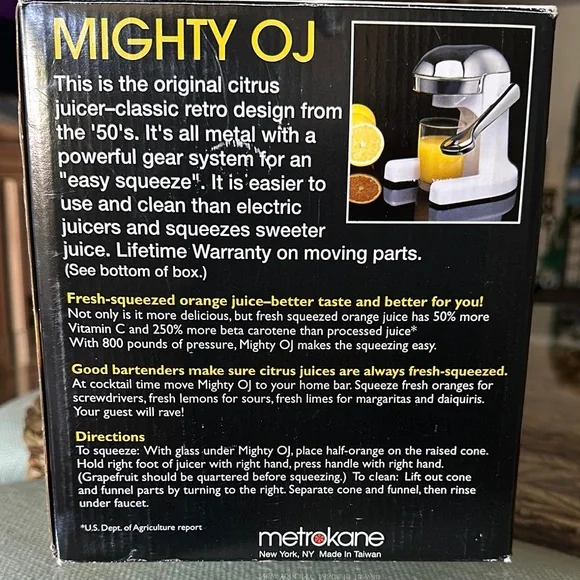 MIGHTY OJ
This is the original citrus
juicer–classic retro design from
the '50's. It's all metal with a
powerful gear system for an
"easy squeeze". It is easier to
use and clean than electric
juicers and squeezes sweeter
juice. Lifetime Warranty on moving parts.
(See bottom of box.)
Fresh-squeezed orange juice–better taste and better for you!
Not only is it more delicious, but fresh squeezed orange juice has 50% more
Vitamin C and 250% more beta carotene than processed juice*
With 800 pounds of pressure, Mighty OJ makes the squeezing easy.
Good bartenders make sure citrus juices are always fresh-squeezed.
At cocktail time move Mighty OJ to your home bar. Squeeze fresh oranges for
screwdrivers, fresh lemons for sours, fresh limes for margaritas and daiquiris.
Your guest will rave!
Directions
To squeeze: With glass under Mighty OJ, place half-orange on the raised cone.
Hold right foot of juicer with right hand, press handle with right hand.
(Grapefruit should be quartered before squeezing.) To clean: Lift out cone
and funnel parts by turning to the right. Separate cone and funnel, then rinse
under faucet.
*U.S. Dept. of Agriculture report
metrokane
New York, NY Made In Taiwan